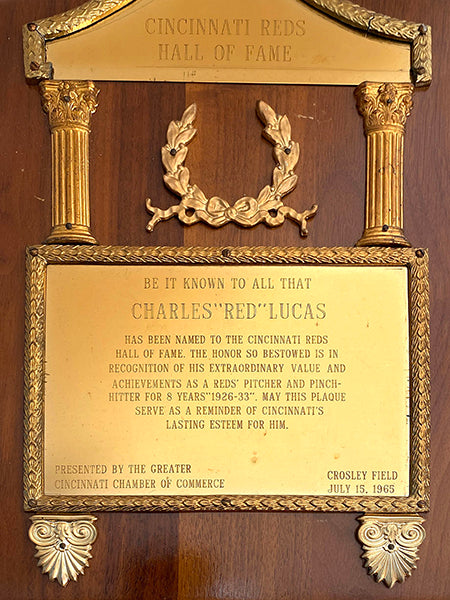 CINCINNATI REDS
HALL OF FAME
BE IT KNOWN TO ALL THAT
CHARLES"RED"LUCAS
HAS BEEN NAMED TO THE CINCINNATI REDS
HALL OF FAME. THE HONOR SO BESTOWED IS IN
RECOGNITION OF HIS EXTRAORDINARY VALUE AND
ACHIEVEMENTS AS A REDS' PITCHER AND PINCH-
HITTER FOR 8 YEARS"1926-33". MAY THIS PLAQUE
SERVE AS A REMINDER OF CINCINNATI'S
LASTING ESTEEM FOR HIM.
PRESENTED BY THE GREATER
CINCINNATI CHAMBER OF COMMERCE
CROSLEY FIELD
JULY 15, 1965